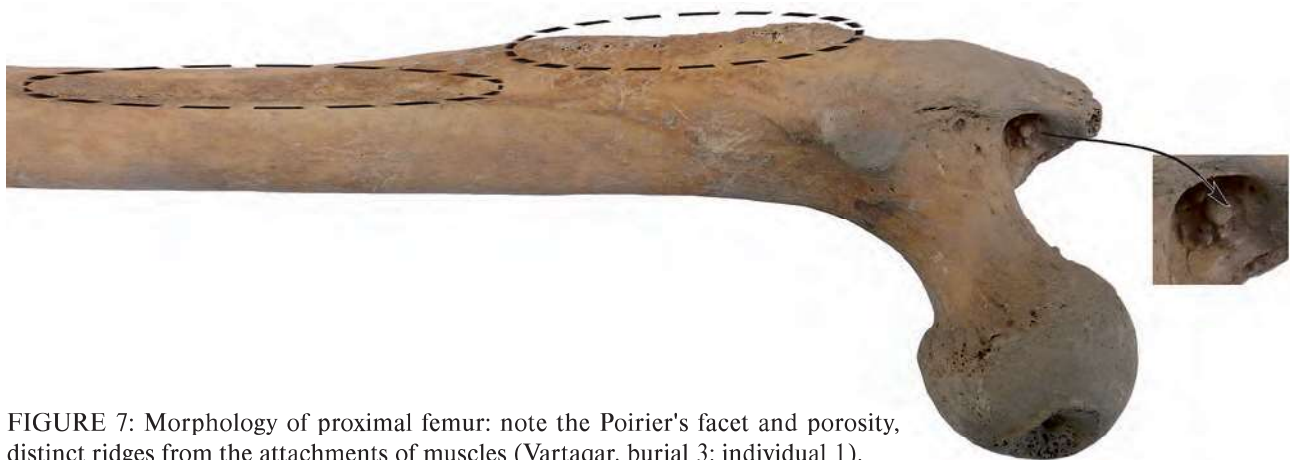 FIGURE 7: Morphology of proximal femur: note the Poirier's facet and porosity,
distinct ridges from the attachments of muscles (Vartagar, burial 3: individual 1).